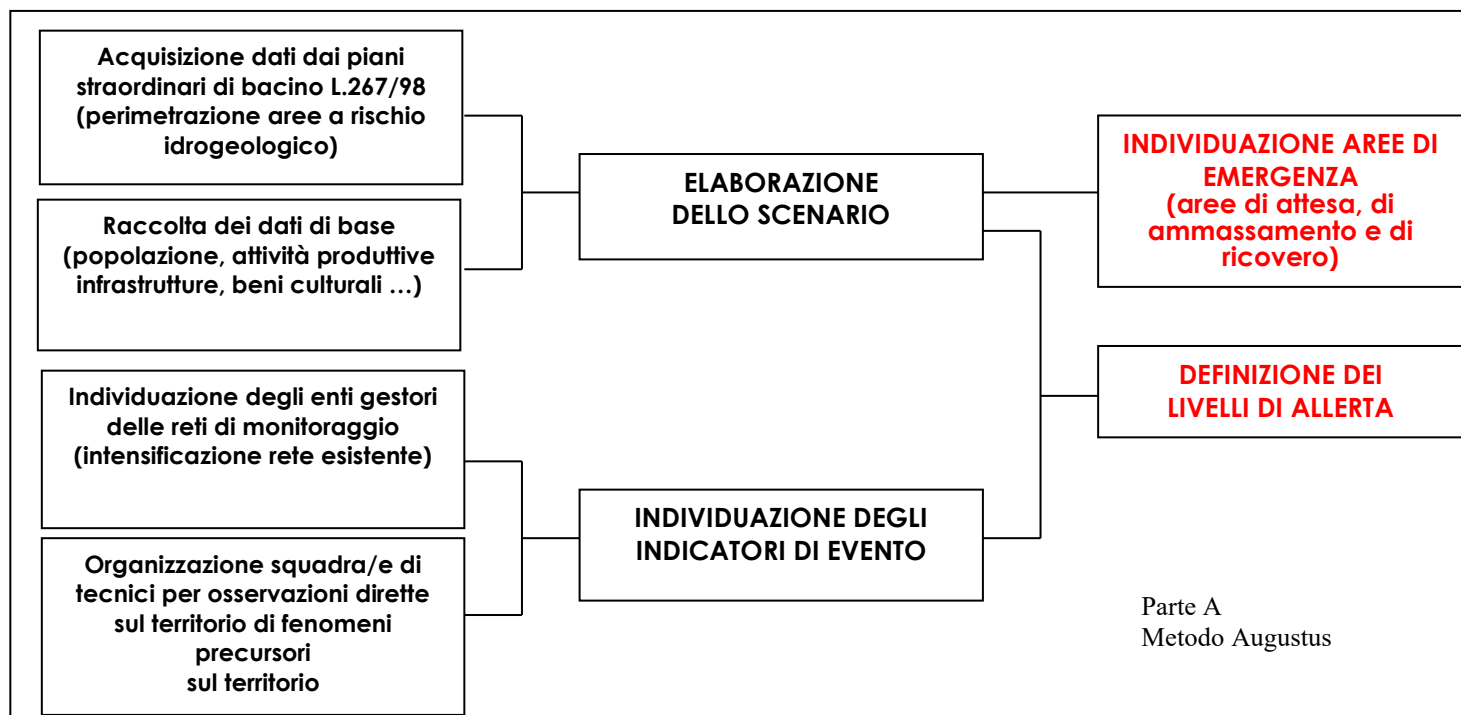 Acquisizione dati dai piani
straordinari di bacino L.267/98
(perimetrazione aree a rischio
idrogeologico)
Raccolta dei dati di base
(popolazione, attività produttive
infrastrutture, beni culturali …)
Individuazione degli enti gestori
delle reti di monitoraggio
(intensificazione rete esistente)
Organizzazione squadra/e di
tecnici per osservazioni dirette
sul territorio di fenomeni
precursori
sul territorio
ELABORAZIONE
DELLO SCENARIO
INDIVIDUAZIONE DEGLI
INDICATORI DI EVENTO
INDIVIDUAZIONE AREE DI
EMERGENZA
(aree di attesa, di
ammassamento e di
ricovero)
DEFINIZIONE DEI
LIVELLI DI ALLERTA
Parte A
Metodo Augustus